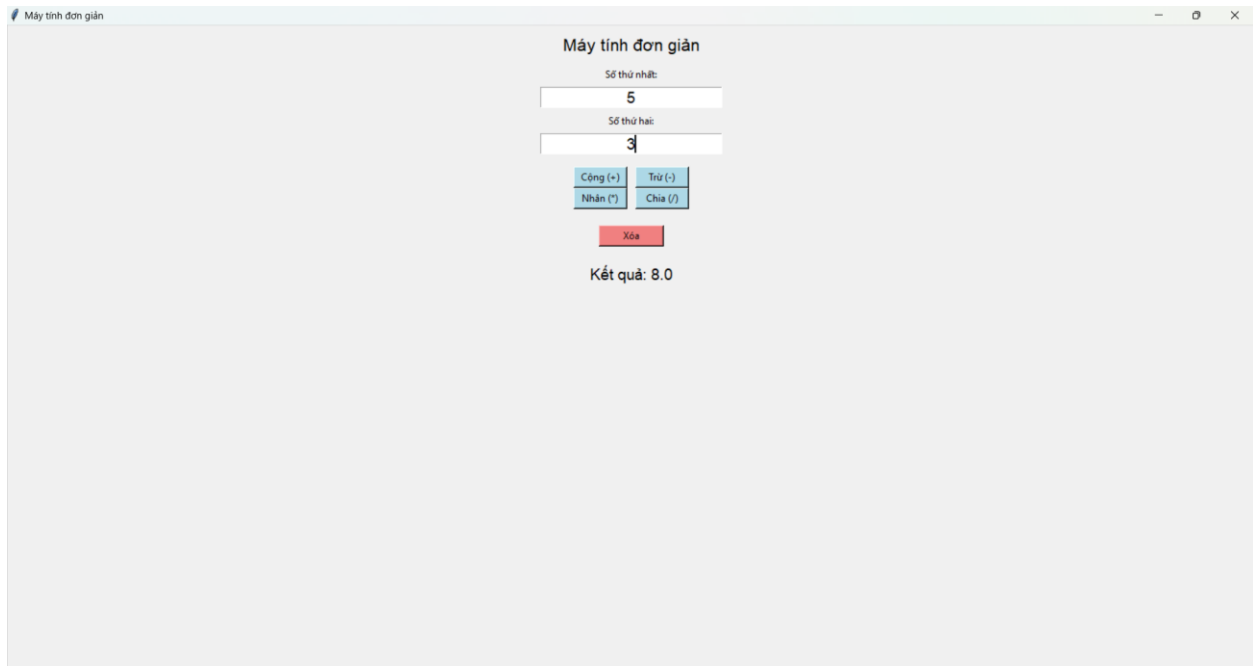 Máy tính đơn giản
Máy tính đơn giản
Số thứ nhất:
5
Số thứ hai:
3
Cộng (+) Trừ (-)
Nhân (*) Chia (/)
Xóa
Kết quả: 8.0